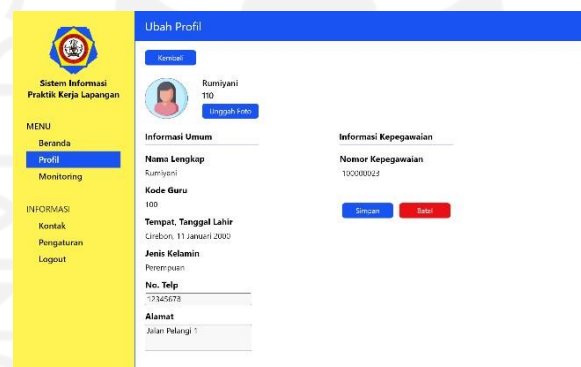 Sistem Informasi
Praktik Kerja Lapangan
MENU
Beranda
Profil
Monitoring
INFORMASI
Kontak
Pengaturan
Logout
Ubah Profil
Kembali
Rumiyani
110
Unggah Foto
Informasi Umum
Nama Lengkap
Rumiyani
Kode Guru
100
Tempat, Tanggal Lahir
Cirebon, 11 Januari 2000
Jenis Kelamin
Perempuan
No. Telp
12345678
Alamat
Jalan Pelangi 1
Informasi Kepegawaian
Nomor Kepegawaian
100000023
Simpan
Batal